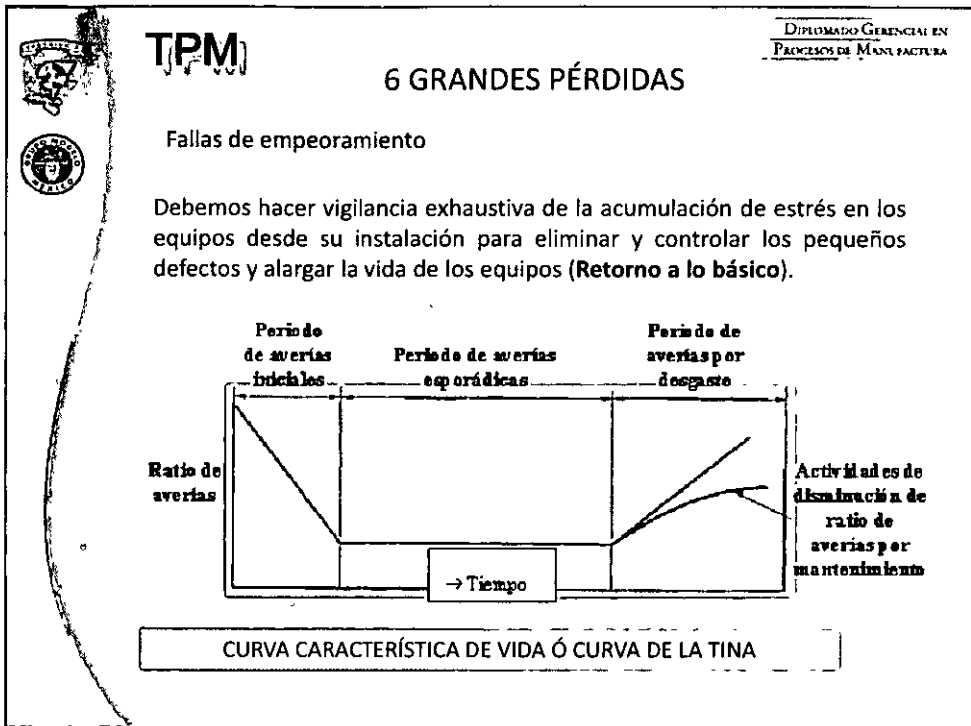 TPM
DIPLOMADO GERENCIAL EN
PROCESOS DE MANUFACTURA
6 GRANDES PÉRDIDAS
GRUPO MODELO
MÉXICO
Fallas de empeoramiento
Debemos hacer vigilancia exhaustiva de la acumulación de estrés en los
equipos desde su instalación para eliminar y controlar los pequeños
defectos y alargar la vida de los equipos (Retorno a lo básico).
Periodo
de averías
iniciales
Periodo de averías
esporádicas
Periodo de
averías por
desgaste
Ratio de
averías
Actividades de
disminución de
ratio de
averías por
mantenimiento
→ Tiempo
CURVA CARACTERÍSTICA DE VIDA Ó CURVA DE LA TINA